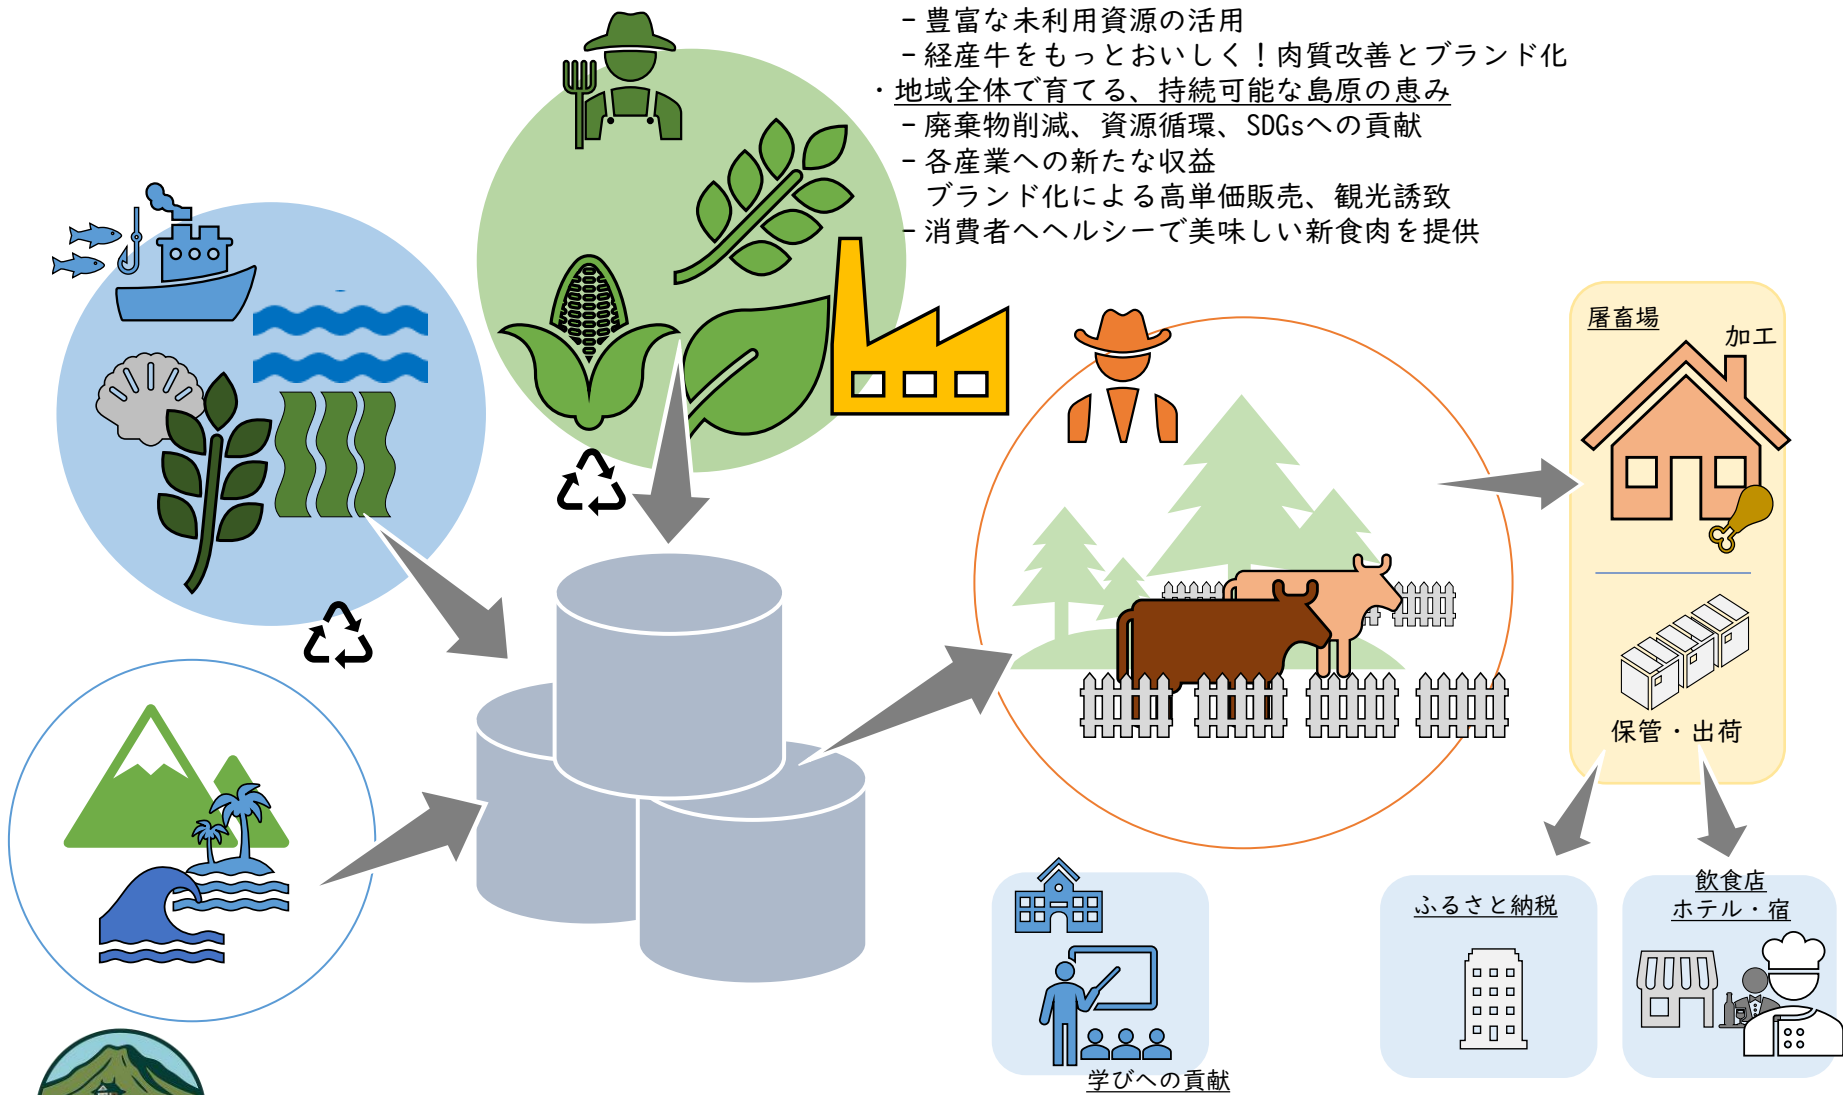 －豊富な未利用資源の活用
－経産牛をもっとおいしく！肉質改善とブランド化
・地域全体で育てる、持続可能な島原の恵み
－廃棄物削減、資源循環、SDGsへの貢献
－各産業への新たな収益
ブランド化による高単価販売、観光誘致
－消費者へヘルシーで美味しい新食肉を提供
屠畜場
加工
保管・出荷
ふるさと納税
飲食店
ホテル・宿
学びへの貢献